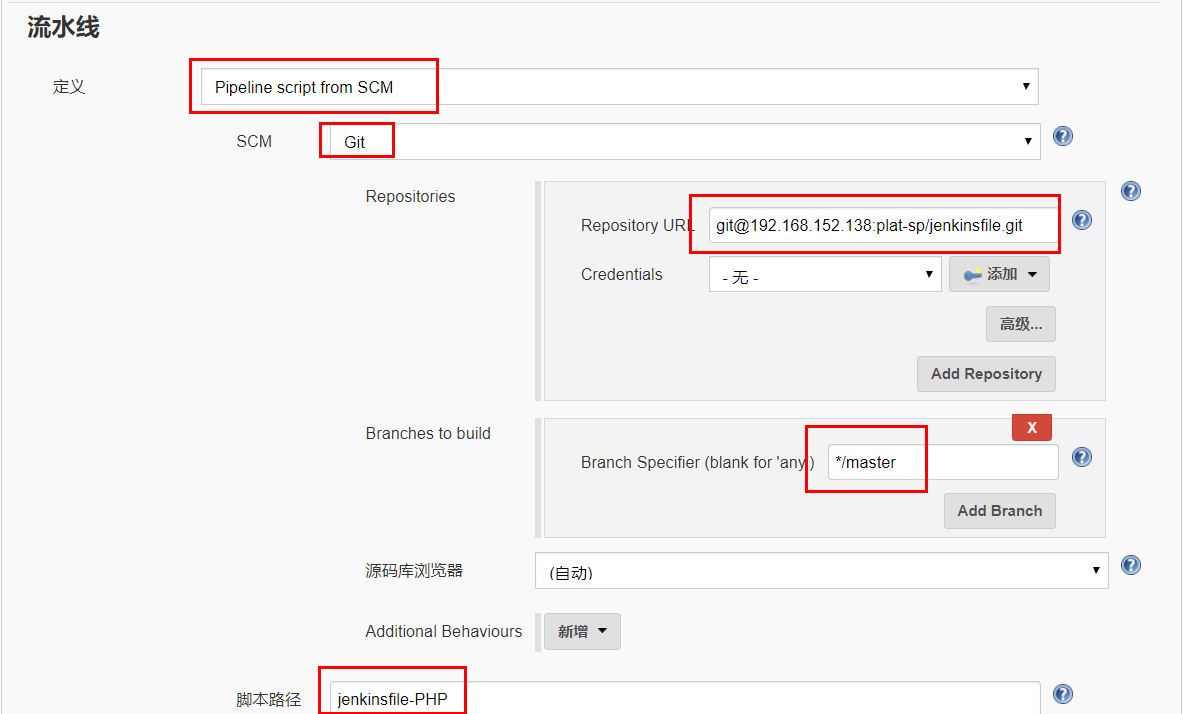 流水线
定义
Pipeline script from SCM
SCM
Git
Repositories
Repository URL
git@192.168.152.138:plat-sp/jenkinsfile.git
Credentials
- 无 -
添加
高级...
Add Repository
Branches to build
X
Branch Specifier (blank for 'any')
*/master
Add Branch
源码库浏览器
(自动)
Additional Behaviours
新增
脚本路径
jenkinsfile-PHP